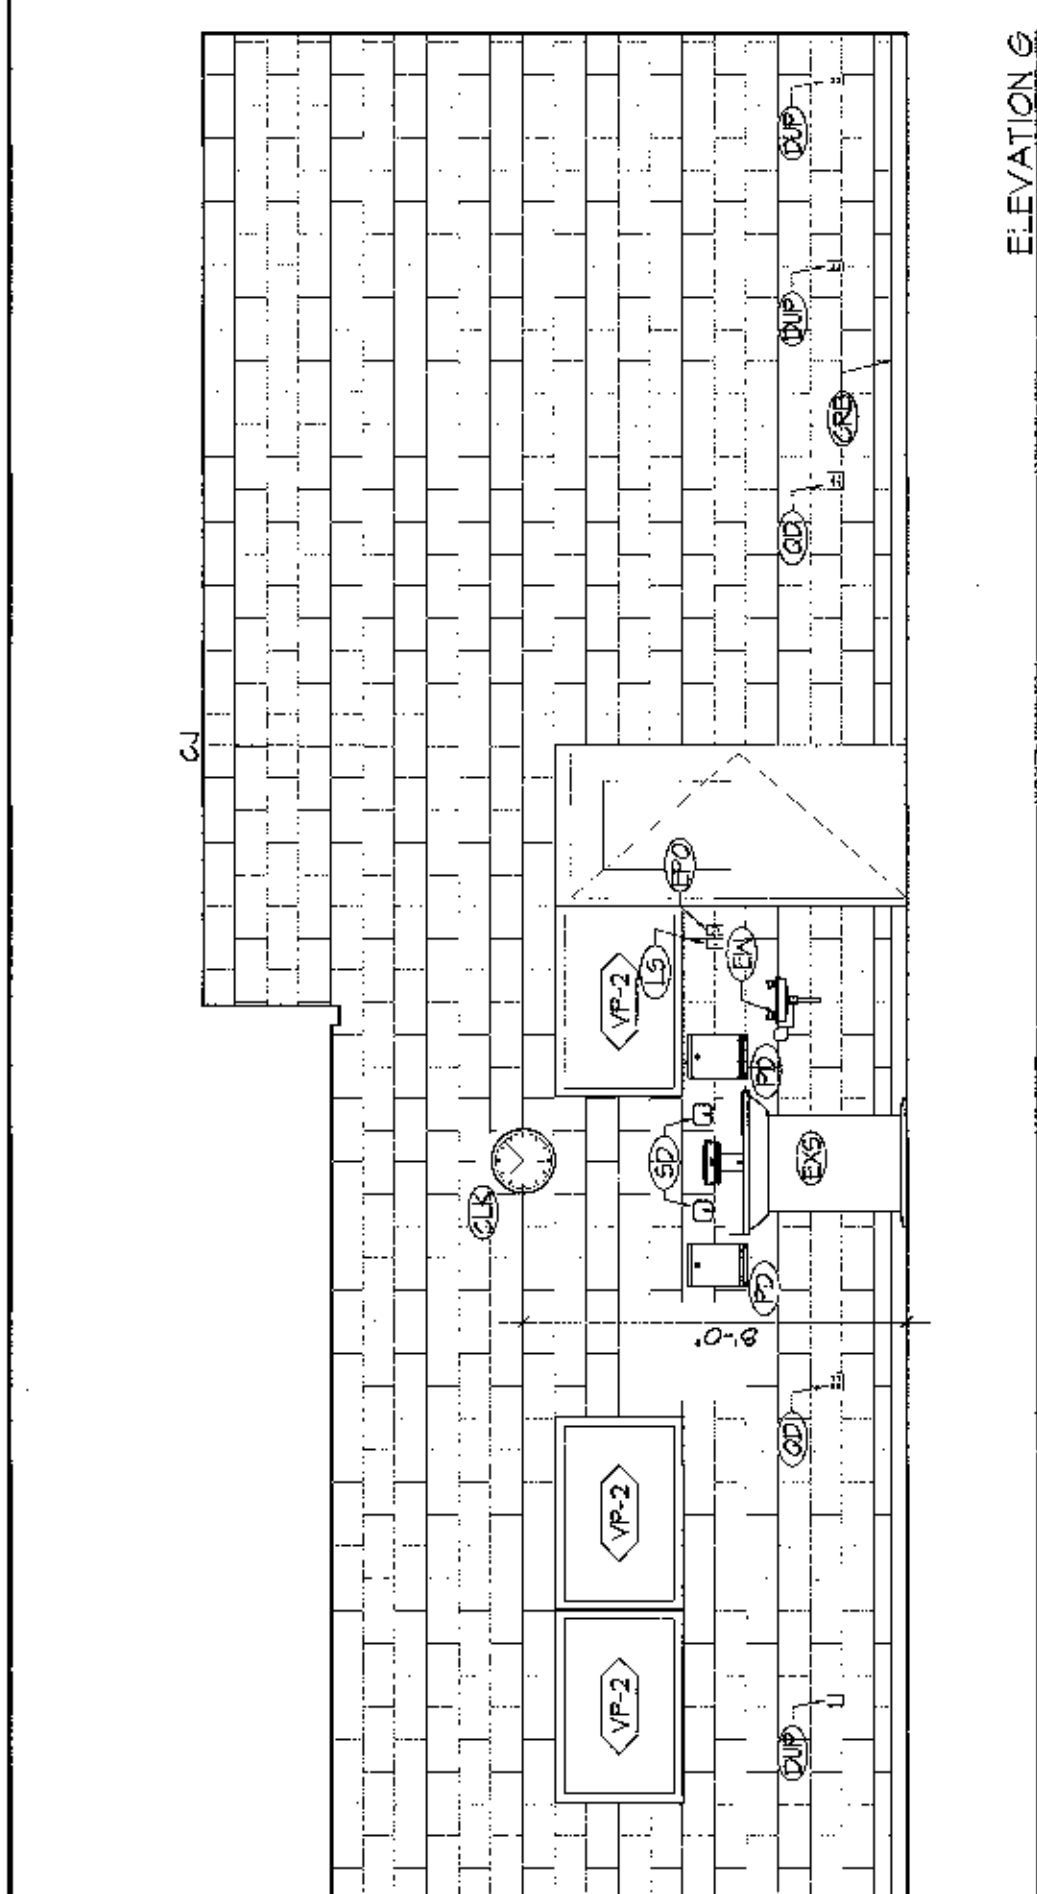 CJ
CLK
VP-2
VP-2
VP-2
LS
EPO
SD
EW
PD
PD
EXS
8'-0"
DUP
QD
QD
CRB
DUP
DUP
ELEVATION G